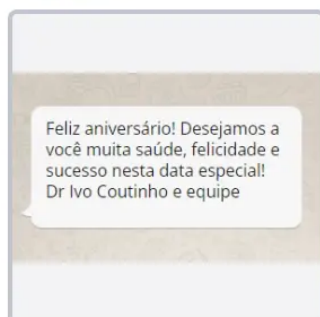 Feliz aniversário! Desejamos a
você muita saúde, felicidade e
sucesso nesta data especial!
Dr Ivo Coutinho e equipe